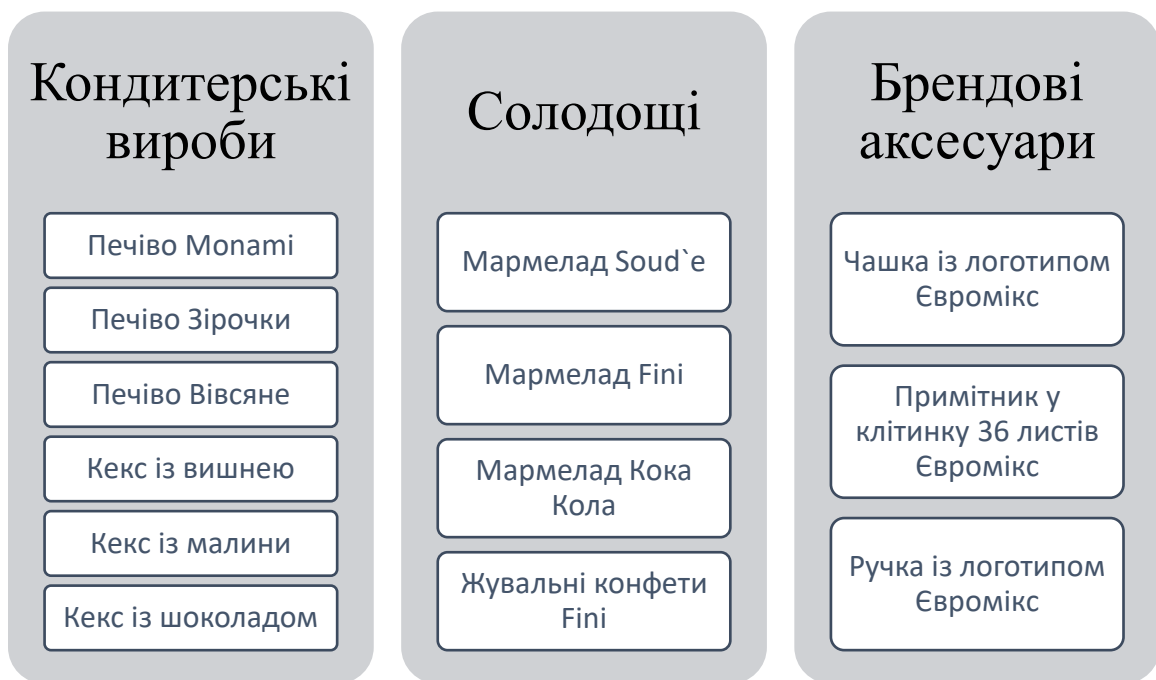 Кондитерські
вироби
Печіво Monami
Печіво Зірочки
Печіво Вівсяне
Кекс із вишнею
Кекс із малини
Кекс із шоколадом
Солодощі
Мармелад Soud`e
Мармелад Fini
Мармелад Кока
Кола
Жувальні конфети
Fini
Брендові
аксесуари
Чашка із логотипом
Євромікс
Примітник у
клітинку 36 листів
Євромікс
Ручка із логотипом
Євромікс